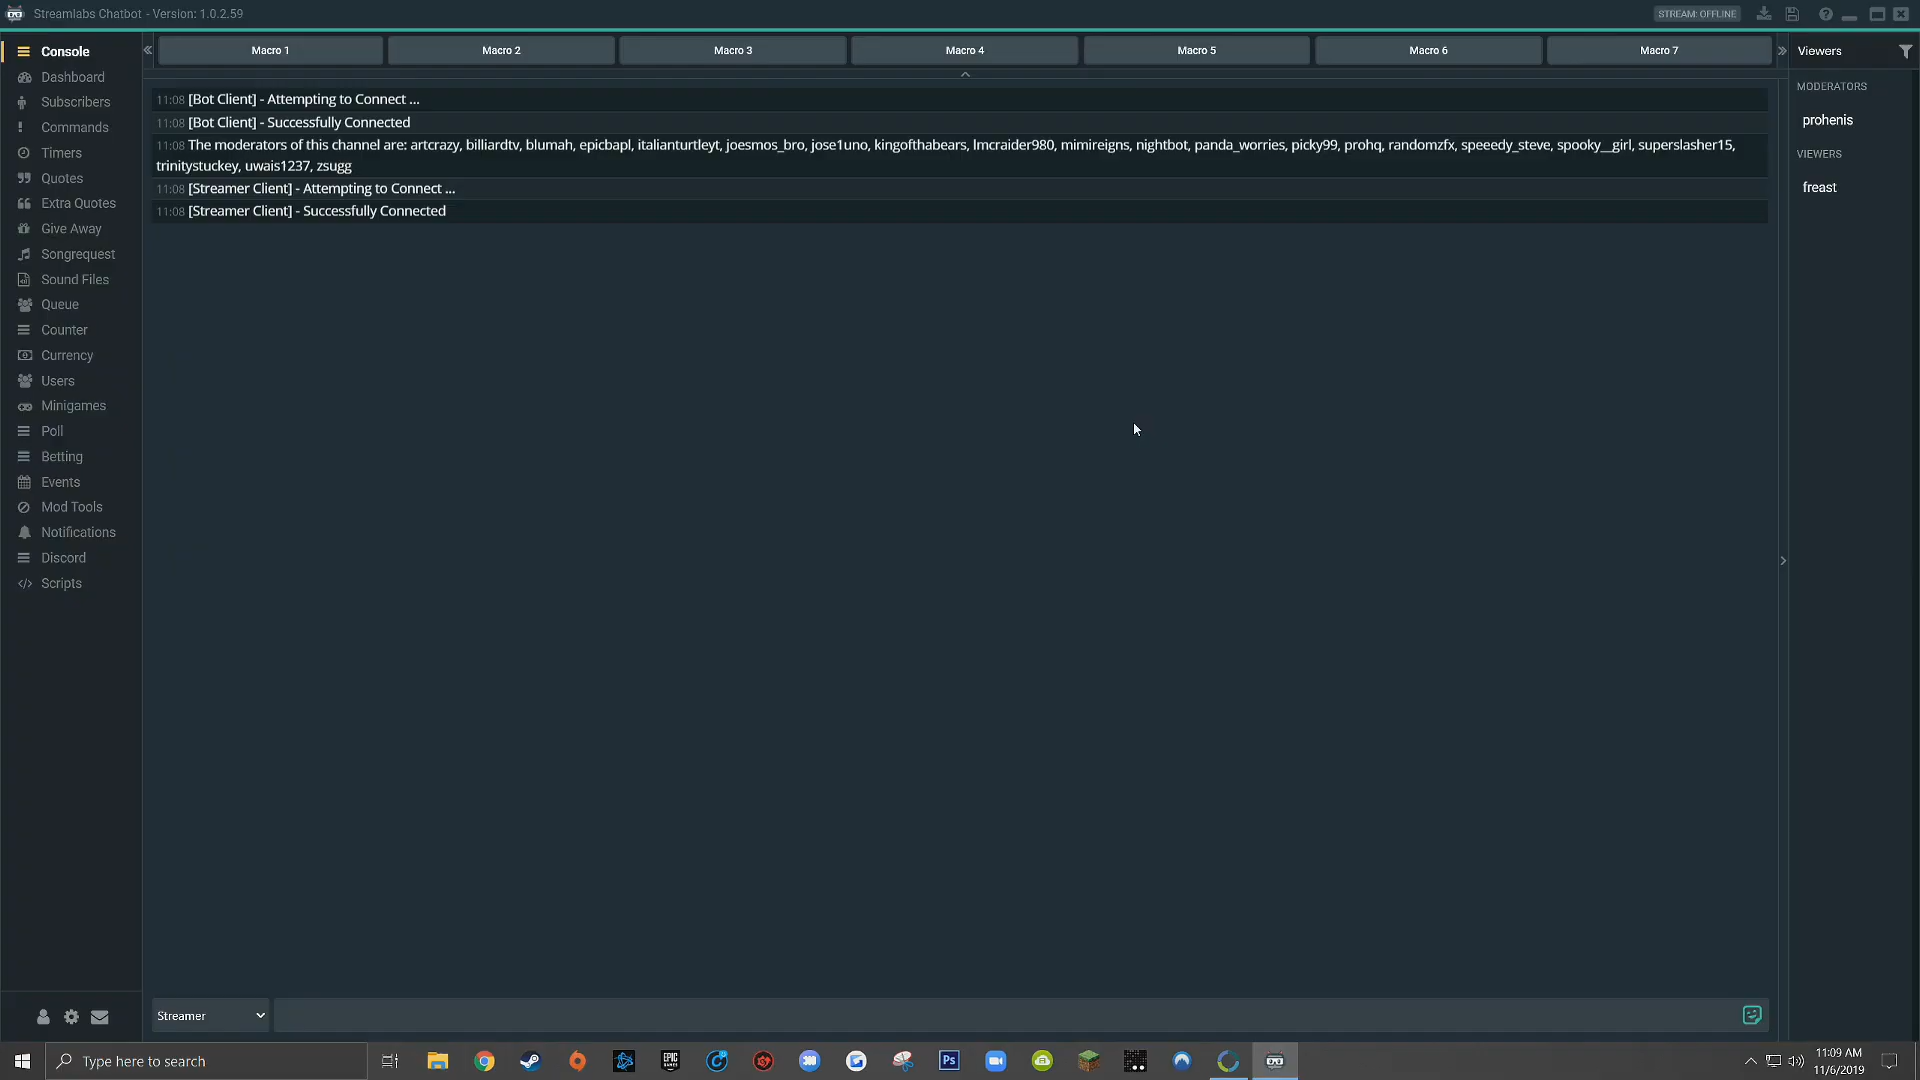 Streamlabs Chatbot - Version: 1.0.2.59
STREAM: OFFLINE
Console
Dashboard
Subscribers
Commands
Timers
Quotes
Extra Quotes
Give Away
Songrequest
Sound Files
Queue
Counter
Currency
Users
Minigames
Poll
Betting
Events
Mod Tools
Notifications
Discord
Scripts
Macro 1
Macro 2
Macro 3
Macro 4
Macro 5
Macro 6
Macro 7
11:08 [Bot Client] - Attempting to Connect ...
11:08 [Bot Client] - Successfully Connected
11:08 The moderators of this channel are: artcrazy, billiardtv, blumah, epicbapl, italianturtleyt, joesmos_bro, jose1uno, kingofthabears, lmcraider980, mimireigns, nightbot, panda_worries, picky99, prohq, randomzfx, speeedy_steve, spooky__girl, superslasher15,
trinitystuckey, uwais1237, zsugg
11:08 [Streamer Client] - Attempting to Connect ...
11:08 [Streamer Client] - Successfully Connected
Viewers
MODERATORS
prohenis
VIEWERS
freast
Streamer
Type here to search
EPIC GAMES
Ps
11:09 AM
11/6/2019